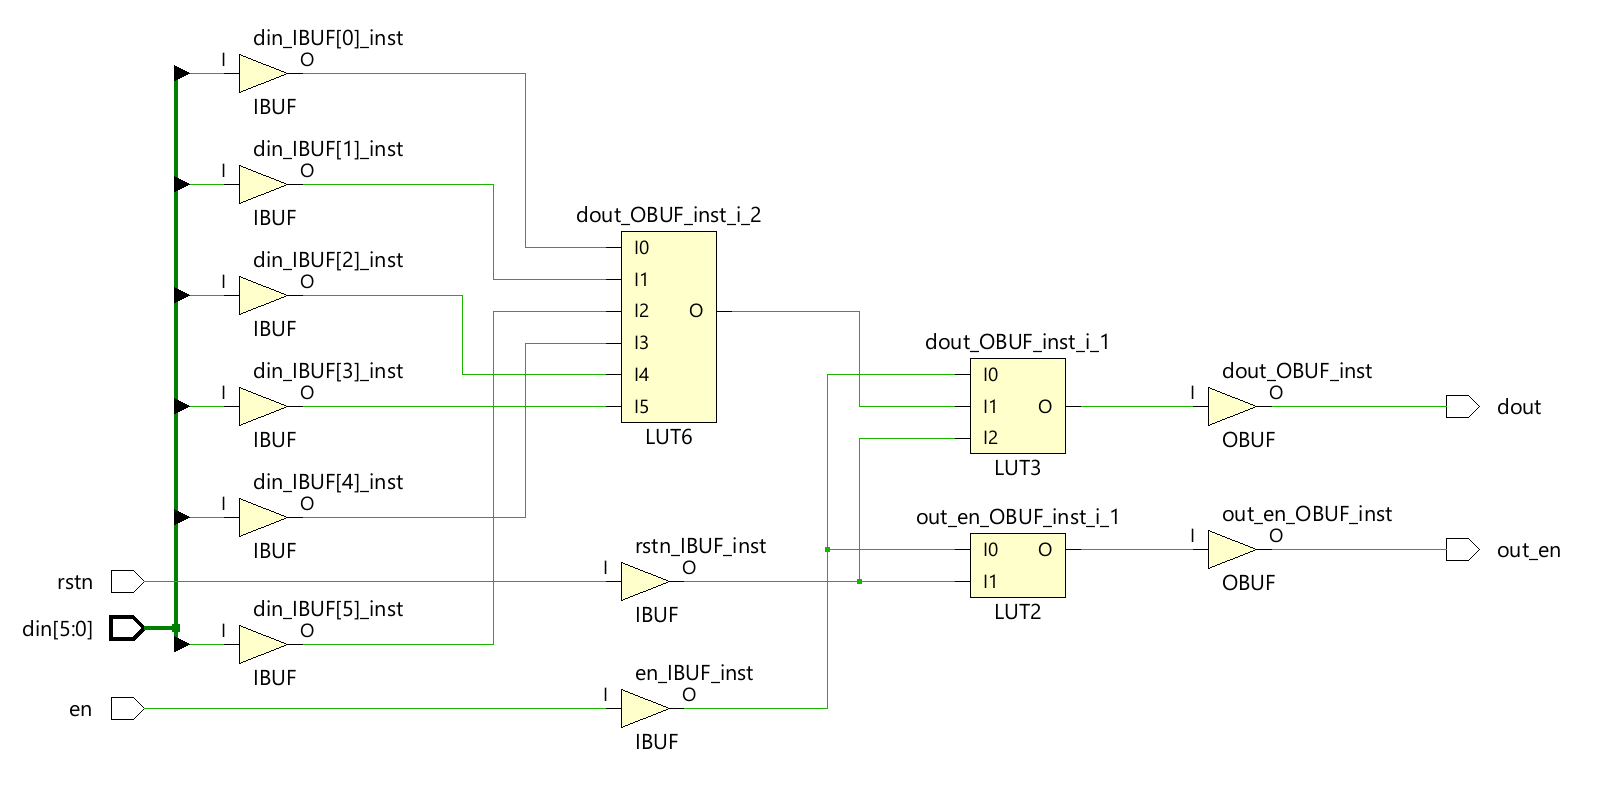 din_IBUF[0]_inst
I
O
IBUF
din_IBUF[1]_inst
I
O
IBUF
din_IBUF[2]_inst
I
O
IBUF
din_IBUF[3]_inst
I
O
IBUF
din_IBUF[4]_inst
I
O
IBUF
rstn
din[5:0]
din_IBUF[5]_inst
I
O
IBUF
en
dout_OBUF_inst_i_2
I0
I1
I2
O
I3
I4
I5
LUT6
rstn_IBUF_inst
I
O
IBUF
en_IBUF_inst
I
O
IBUF
dout_OBUF_inst_i_1
I0
I1
O
I2
LUT3
out_en_OBUF_inst_i_1
I0
O
I1
LUT2
dout_OBUF_inst
I
O
OBUF
dout
out_en_OBUF_inst
I
O
OBUF
out_en